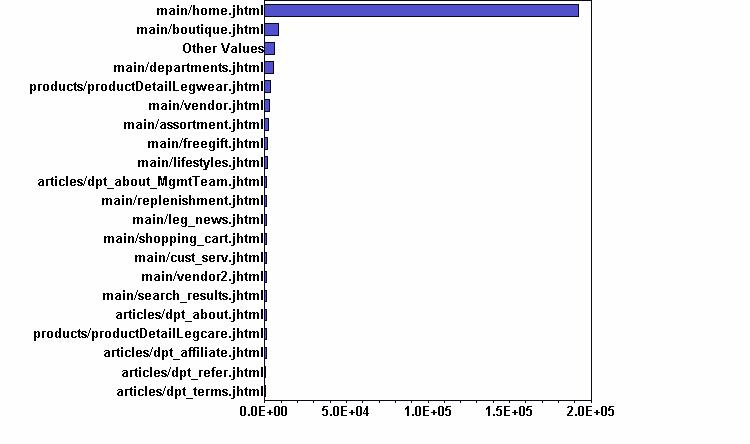 main/home.jhtml
main/boutique.jhtml
Other Values
main/departments.jhtml
products/productDetailLegwear.jhtml
main/vendor.jhtml
main/assortment.jhtml
main/freegift.jhtml
main/lifestyles.jhtml
articles/dpt_about_MgmtTeam.jhtml
main/replenishment.jhtml
main/leg_news.jhtml
main/shopping_cart.jhtml
main/cust_serv.jhtml
main/vendor2.jhtml
main/search_results.jhtml
articles/dpt_about.jhtml
products/productDetailLegcare.jhtml
articles/dpt_affiliate.jhtml
articles/dpt_refer.jhtml
articles/dpt_terms.jhtml
0.0E+00 5.0E+04 1.0E+05 1.5E+05 2.0E+05